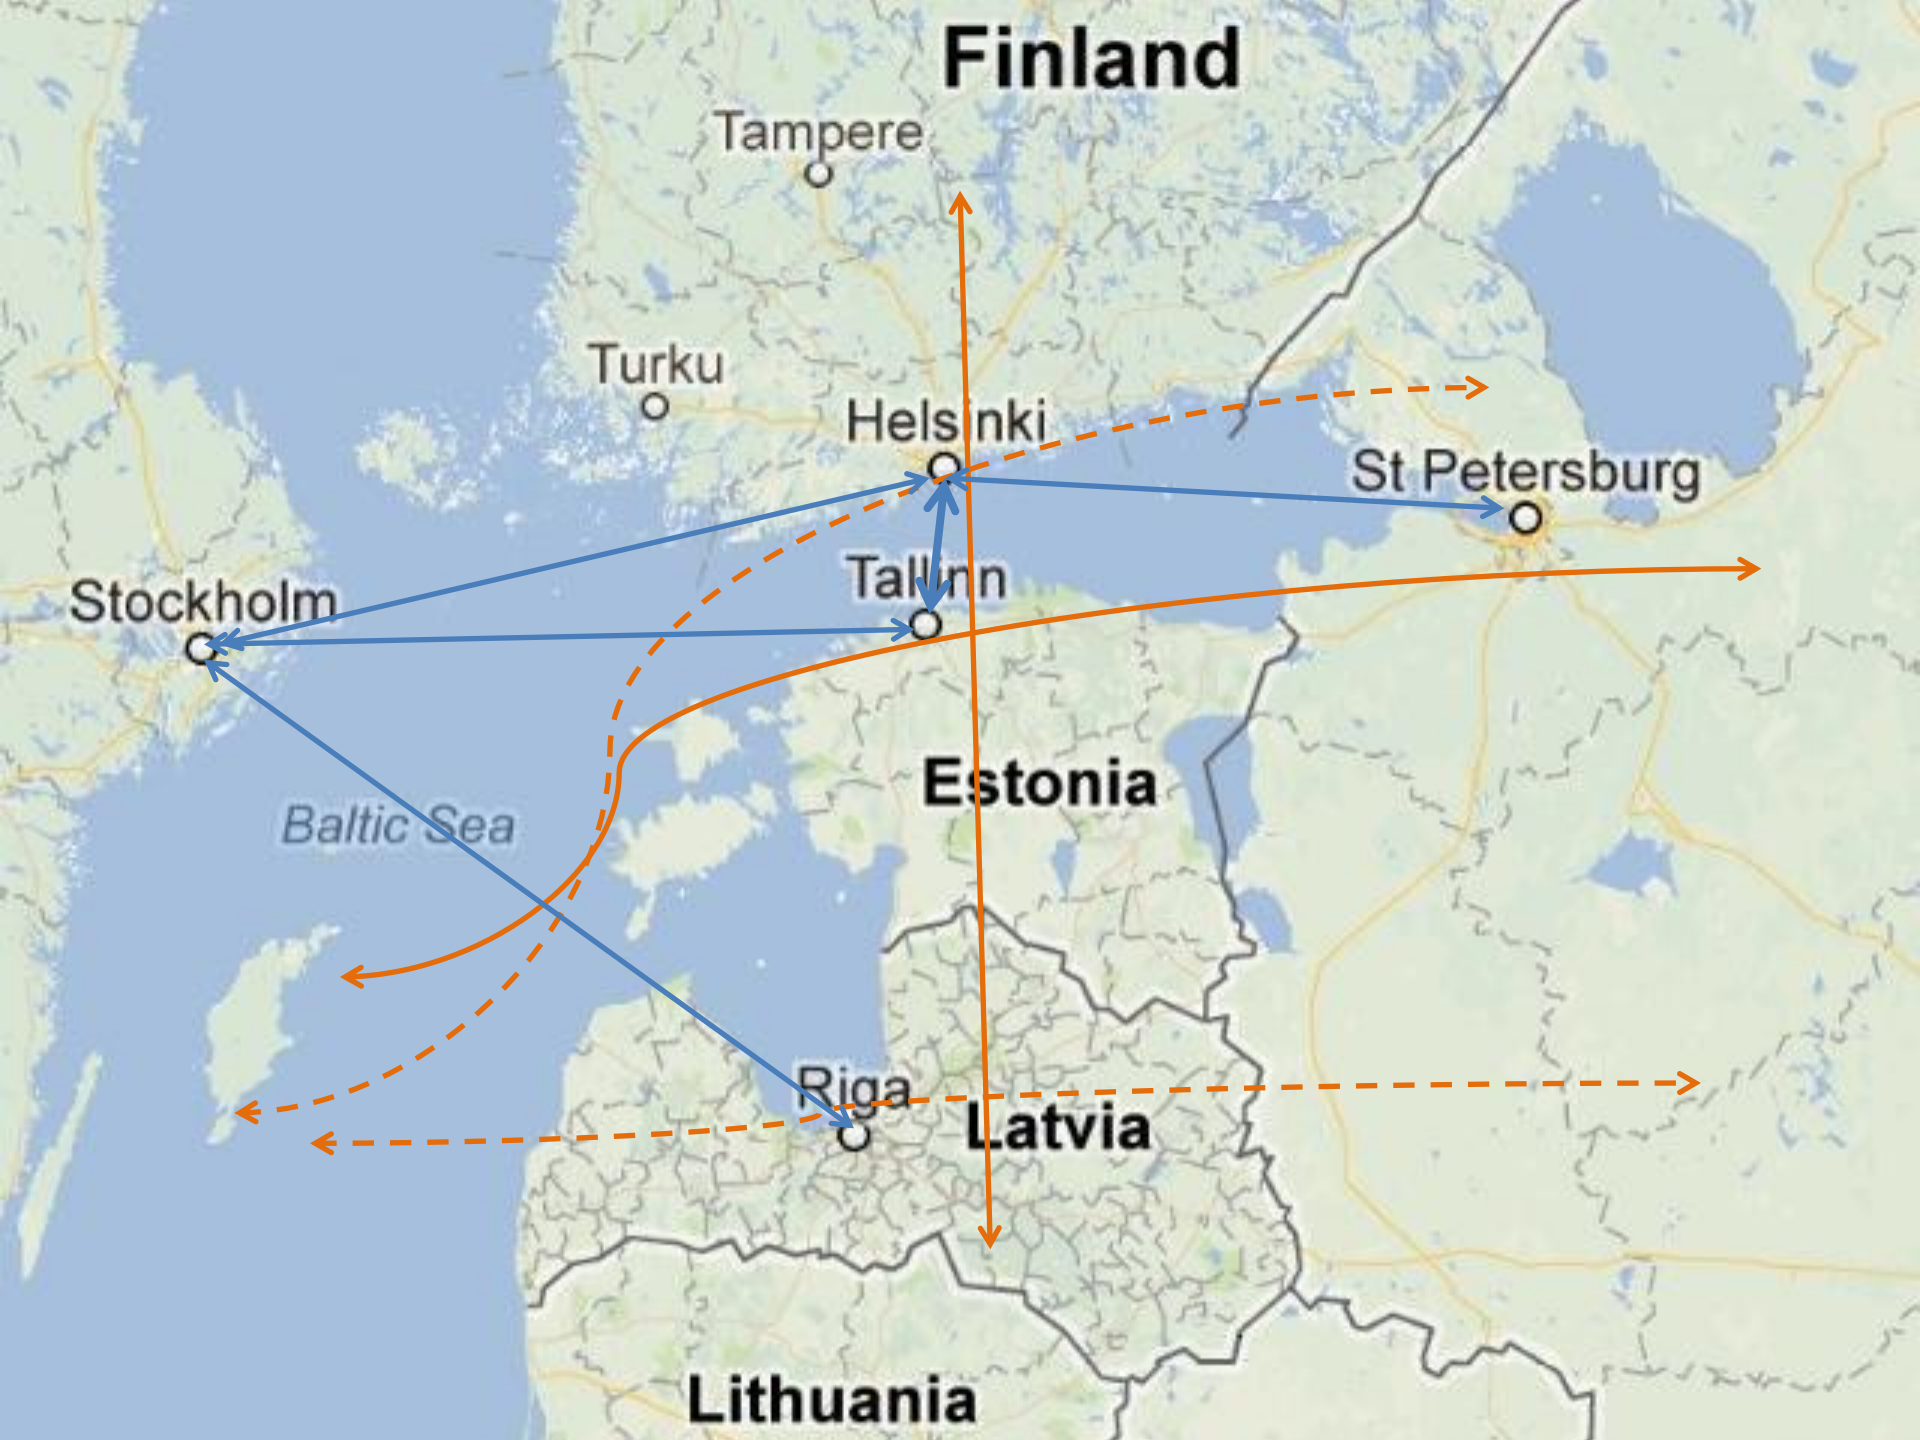 Finland
Tampere
Turku
Helsinki
St Petersburg
Tallinn
Stockholm
Estonia
Baltic Sea
Riga
Latvia
Lithuania